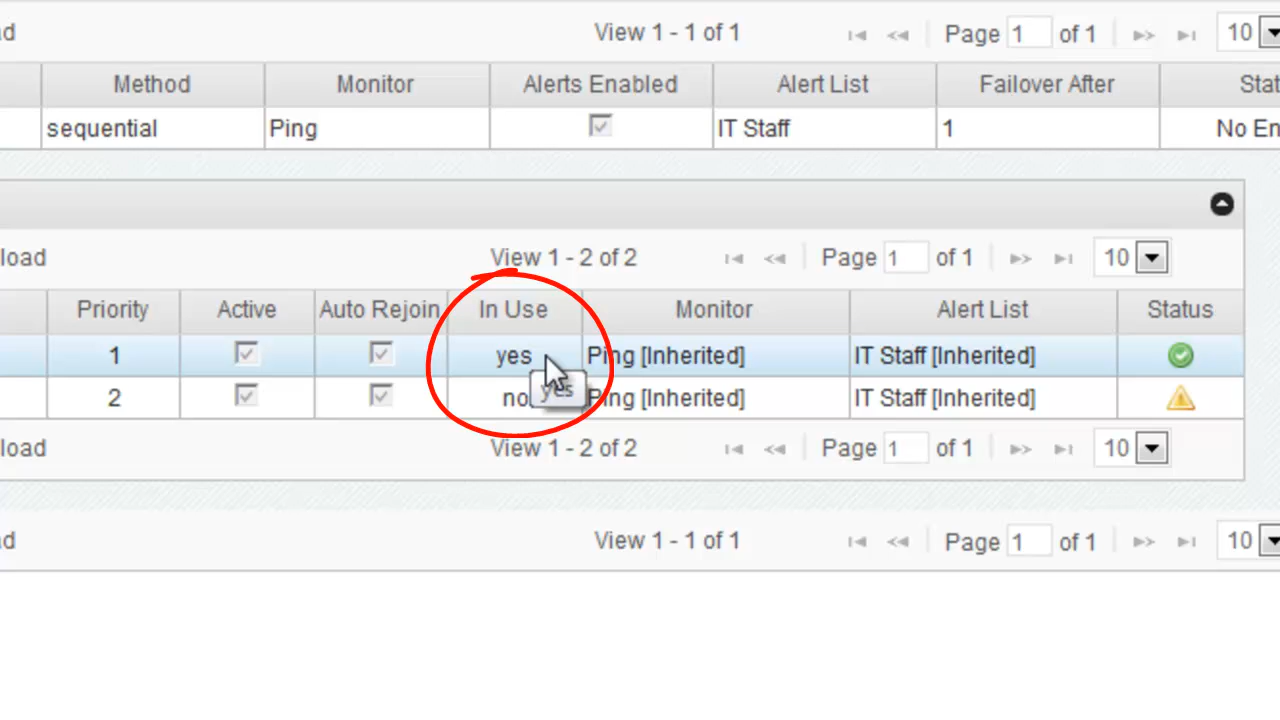 ad View 1 - 1 of 1 Page 1 of 1 10
Method Monitor Alerts Enabled Alert List Failover After
sequential Ping IT Staff 1 No
load View 1 - 2 of 2 Page 1 of 1 10
Priority Active Auto Rejoin In Use Monitor Alert List Status
1 yes Ping [Inherited] IT Staff [Inherited]
yes
2 no Ping [Inherited] IT Staff [Inherited]
load View 1 - 2 of 2 Page 1 of 1 10
ad View 1 - 1 of 1 Page 1 of 1 10